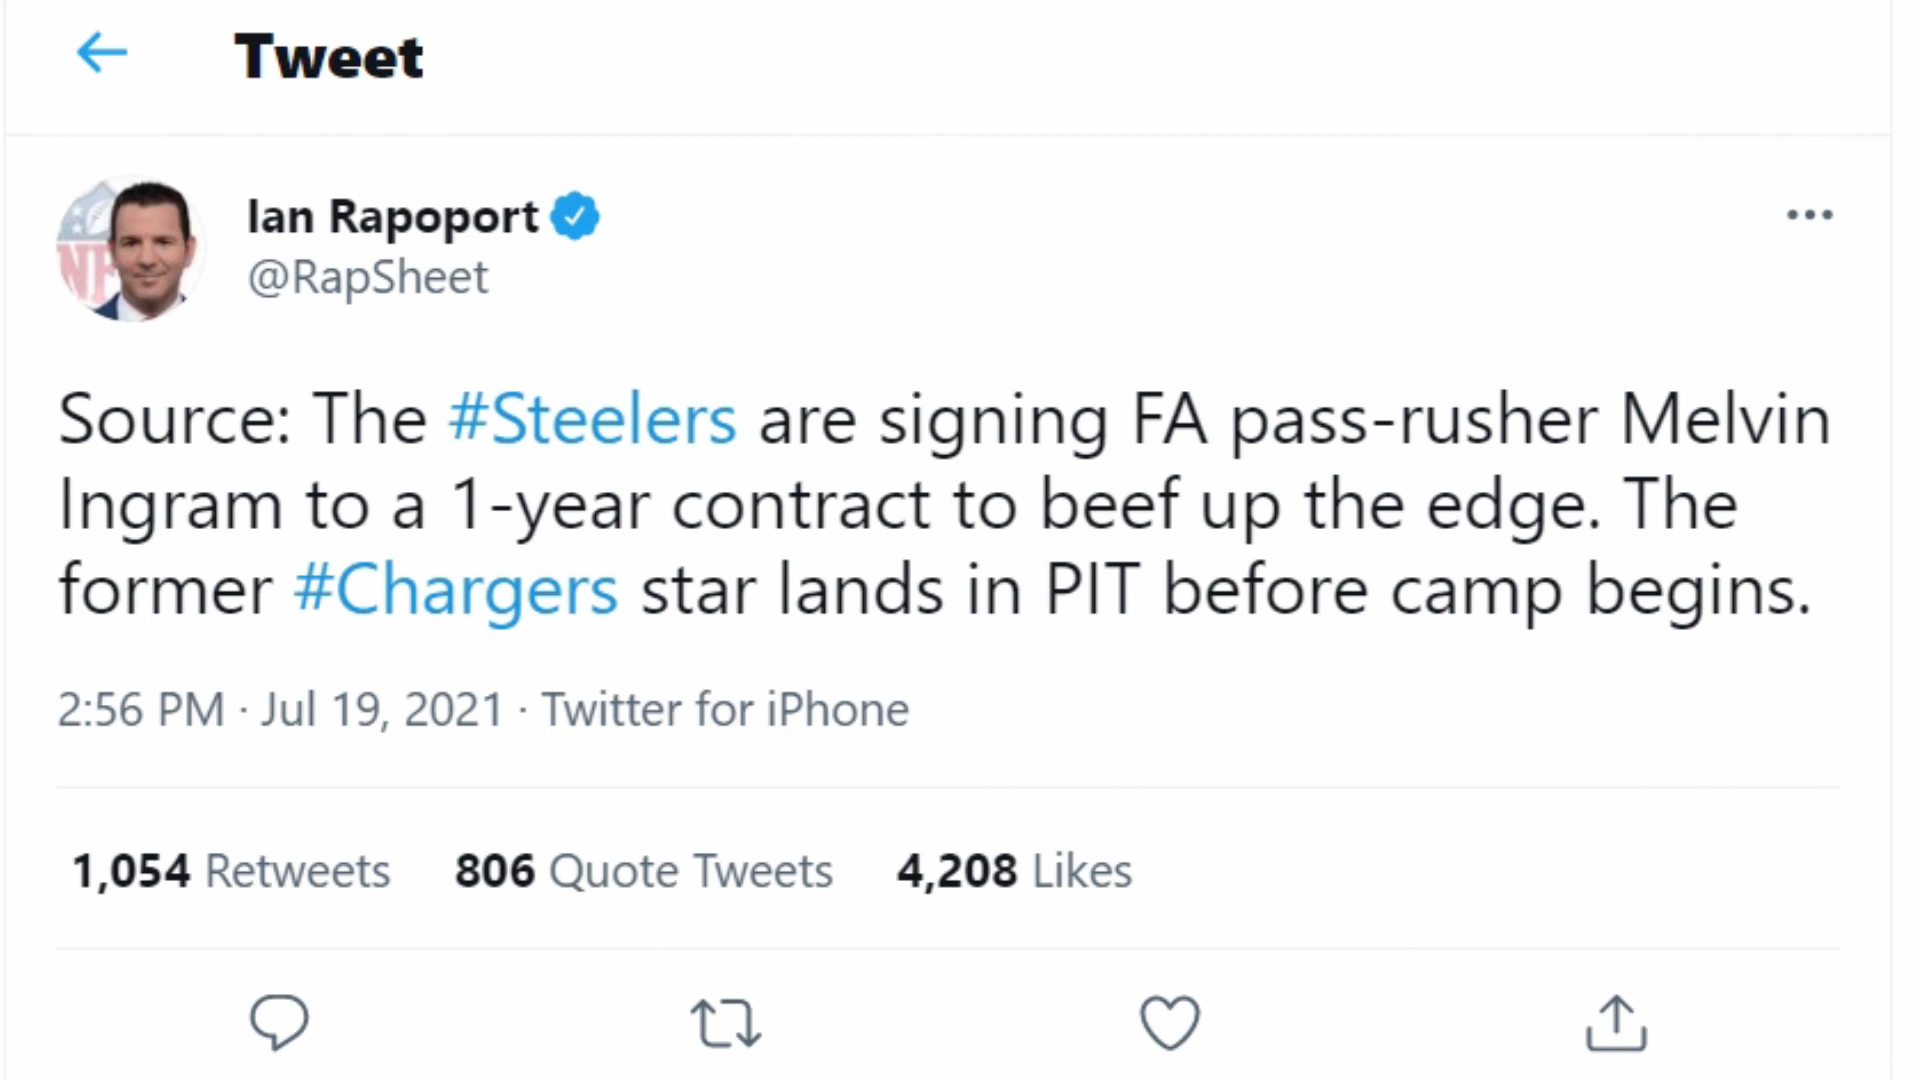 Tweet
Ian Rapoport
@RapSheet
Source: The #Steelers are signing FA pass-rusher Melvin
Ingram to a 1-year contract to beef up the edge. The
former #Chargers star lands in PIT before camp begins.
2:56 PM · Jul 19, 2021 · Twitter for iPhone
1,054 Retweets 806 Quote Tweets 4,208 Likes